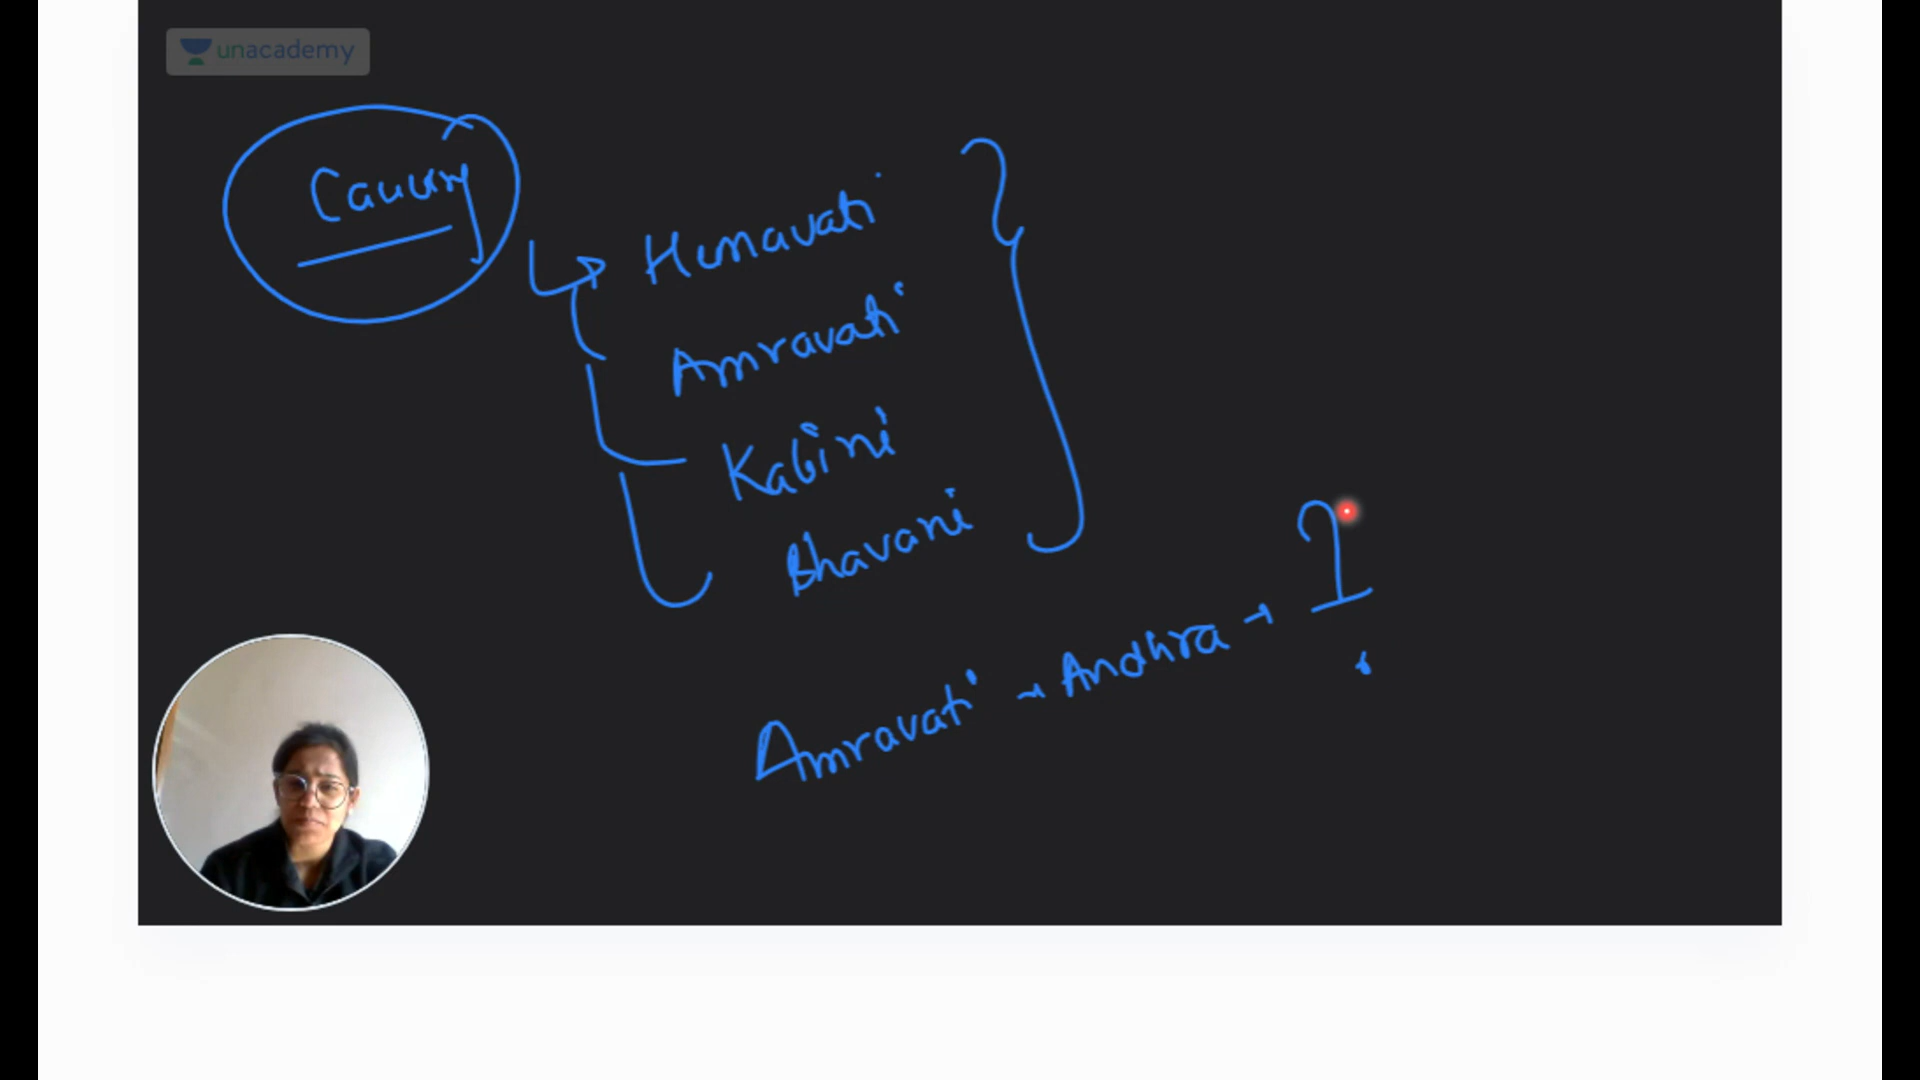 unacademy
Cauvery
Hemavati
Amravati
Kabini
Bhavani
Amravati → Andhra → ?